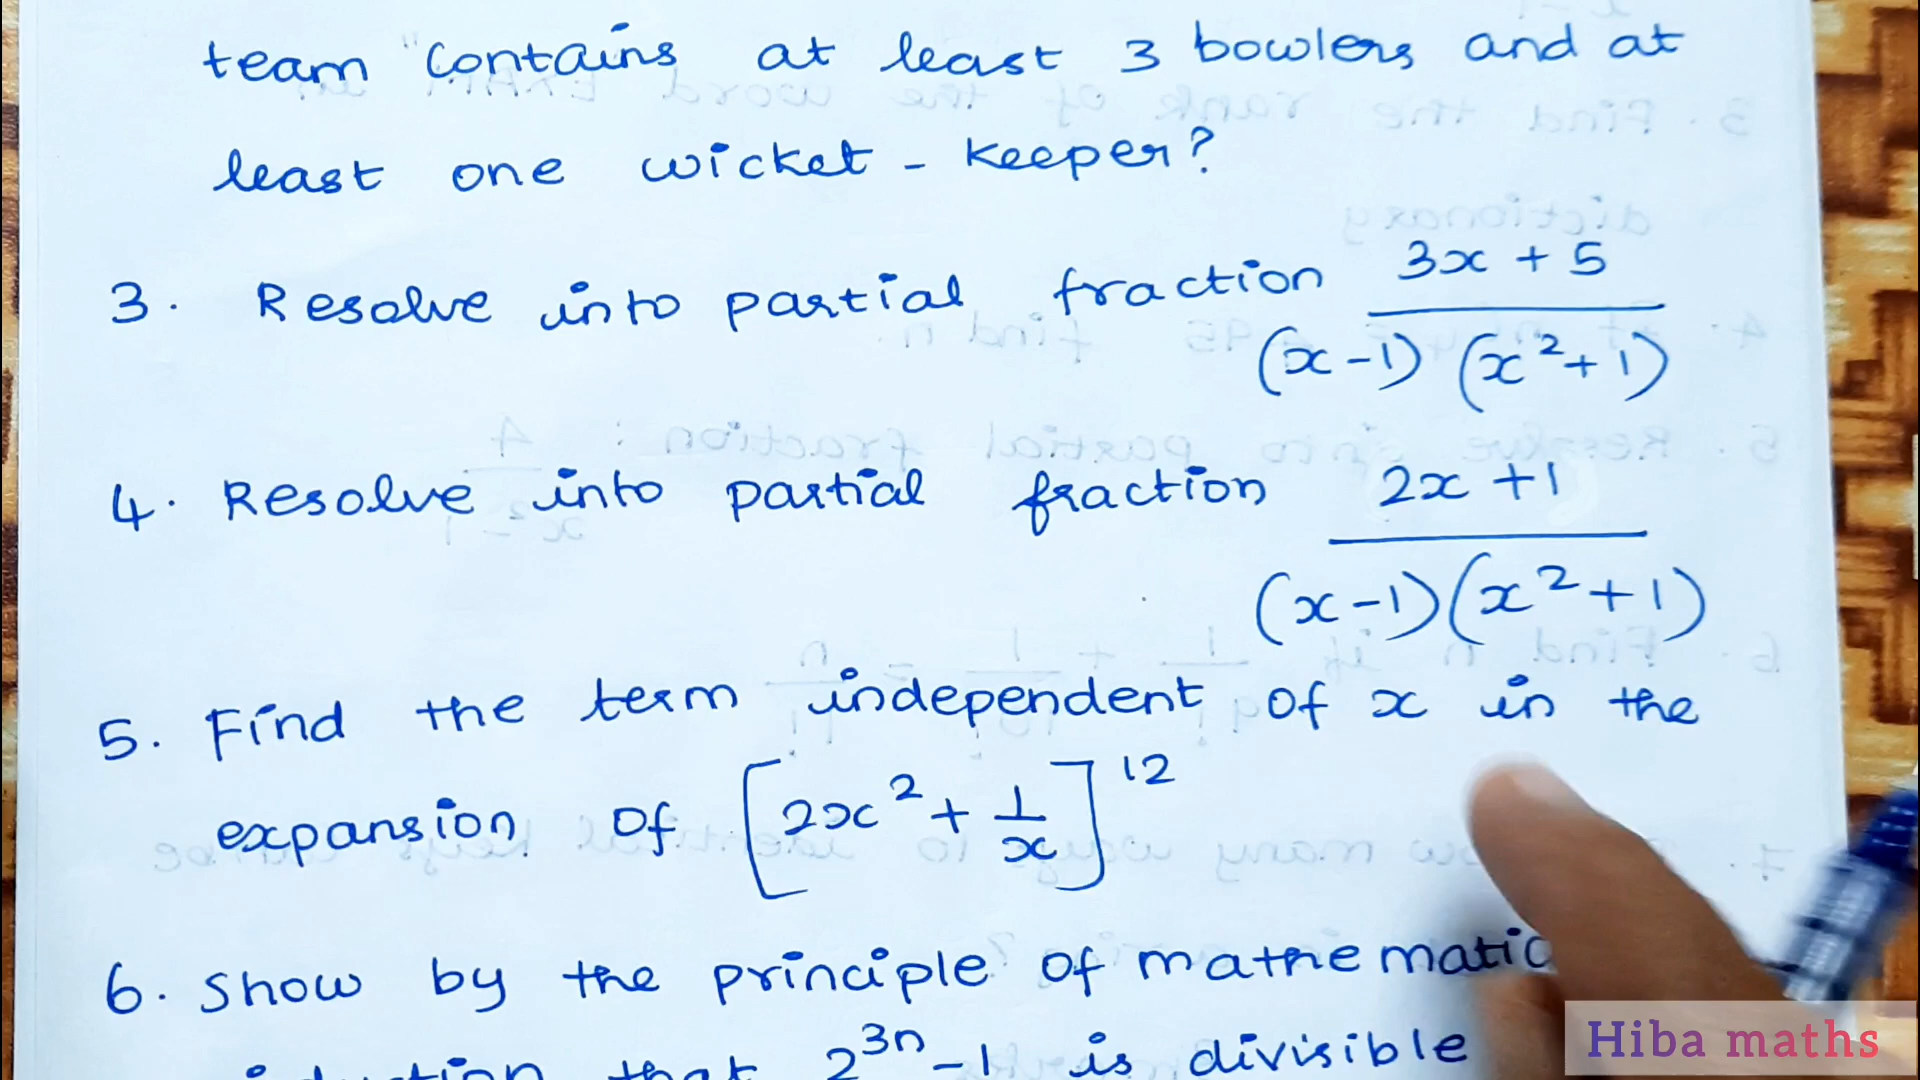 team contains at least 3 bowlers and at
least one wicket - keeper?
3. Resolve into partial fraction 3x + 5
(x-1) (x²+1)
4. Resolve into partial fraction 2x +1
(x-1)(x²+1)
5. Find the term independent of x in the
expansion of [2x² + 1/x]¹²
6. Show by the principle of mathematic
that 2³ⁿ-1 is divisible
Hiba maths